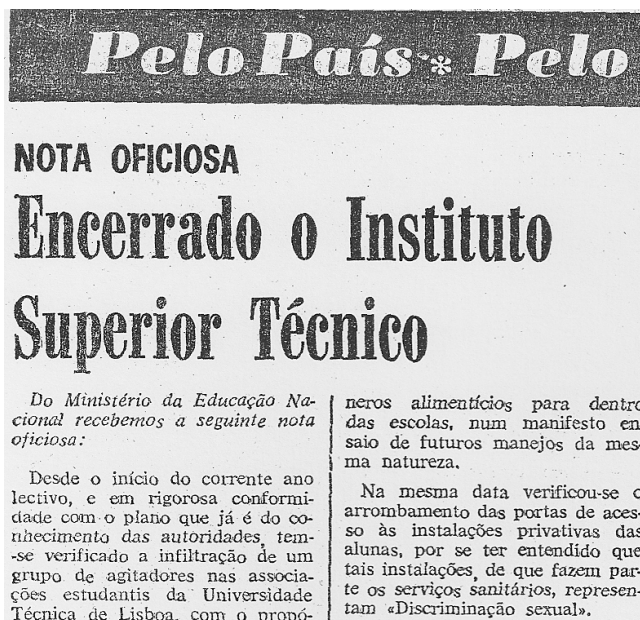 Pelo País * Pelo
NOTA OFICIOSA
Encerrado o Instituto
Superior Técnico
Do Ministério da Educação Na-
cional recebemos a seguinte nota
oficiosa:
Desde o início do corrente ano
lectivo, e em rigorosa conformi-
dade com o plano que já é do co-
nhecimento das autoridades, tem-
-se verificado a infiltração de um
grupo de agitadores nas associa-
ções estudantis da Universidade
Técnica de Lisboa, com o propó-
neros alimentícios para dentro
das escolas, num manifesto en
saio de futuros manejos da mes-
ma natureza.
Na mesma data verificou-se o
arrombamento das portas de aces-
so às instalações privativas das
alunas, por se ter entendido que
tais instalações, de que fazem par-
te os serviços sanitários, represen-
tam «Discriminação sexual».